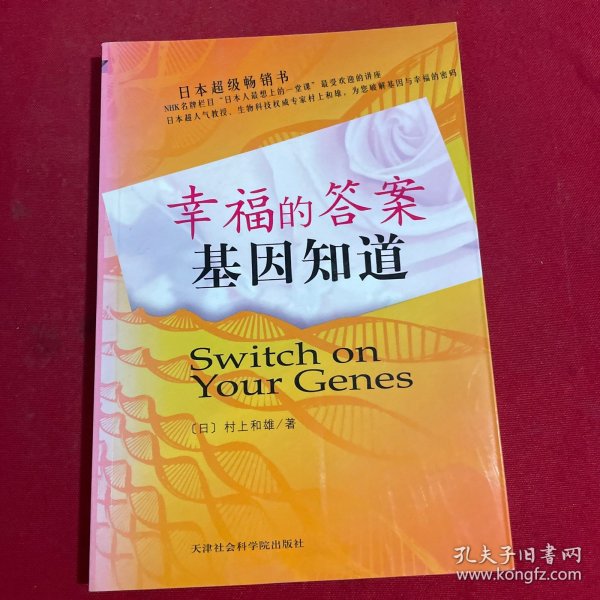 日本超级畅销书
NHK名牌栏目“日本人最想上的一堂课”最受欢迎的讲座
日本超人气教授、生物科技权威专家村上和雄，为您破解基因与幸福的密码
幸福的答案
基因知道
Switch on
Your Genes
〔日〕村上和雄/著
天津社会科学院出版社
孔夫子旧书网
www.kongfz.com